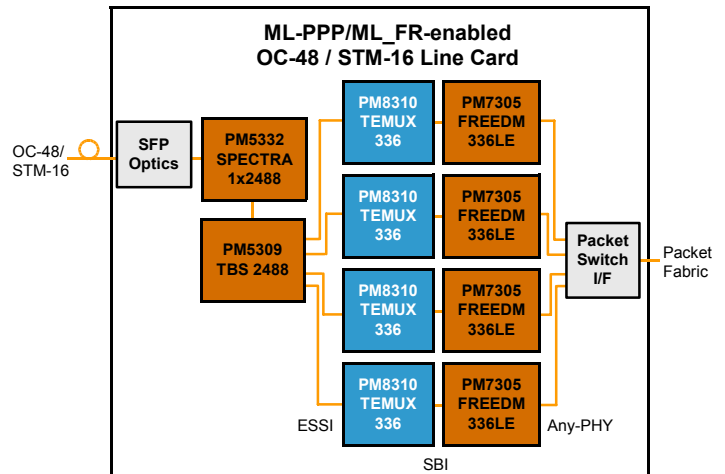 ML-PPP/ML_FR-enabled
OC-48 / STM-16 Line Card
OC-48/
STM-16
SFP
Optics
PM5332
SPECTRA
1x2488
PM5309
TBS 2488
PM8310
TEMUX
336
PM7305
FREEDM
336LE
PM8310
TEMUX
336
PM7305
FREEDM
336LE
PM8310
TEMUX
336
PM7305
FREEDM
336LE
PM8310
TEMUX
336
PM7305
FREEDM
336LE
Packet
Switch
I/F
Packet
Fabric
ESSI
Any-PHY
SBI